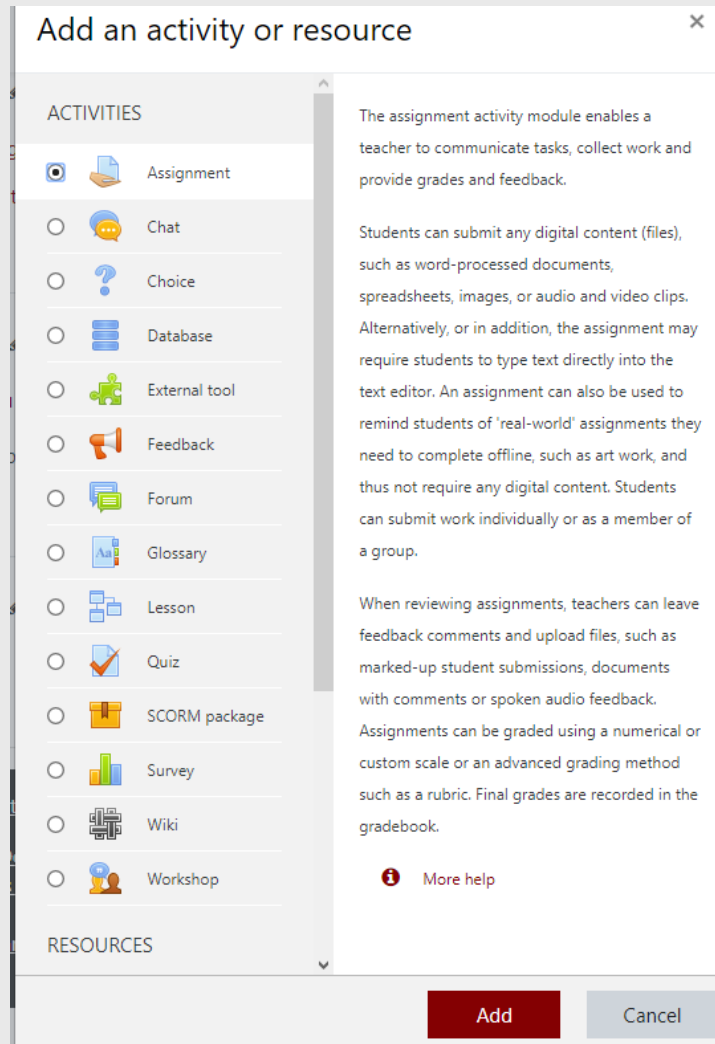 Add an activity or resource
×
ACTIVITIES
Assignment
Chat
Choice
Database
External tool
Feedback
Forum
Glossary
Lesson
Quiz
SCORM package
Survey
Wiki
Workshop
RESOURCES
The assignment activity module enables a
teacher to communicate tasks, collect work and
provide grades and feedback.
Students can submit any digital content (files),
such as word-processed documents,
spreadsheets, images, or audio and video clips.
Alternatively, or in addition, the assignment may
require students to type text directly into the
text editor. An assignment can also be used to
remind students of 'real-world' assignments they
need to complete offline, such as art work, and
thus not require any digital content. Students
can submit work individually or as a member of
a group.
When reviewing assignments, teachers can leave
feedback comments and upload files, such as
marked-up student submissions, documents
with comments or spoken audio feedback.
Assignments can be graded using a numerical or
custom scale or an advanced grading method
such as a rubric. Final grades are recorded in the
gradebook.
More help
Add
Cancel